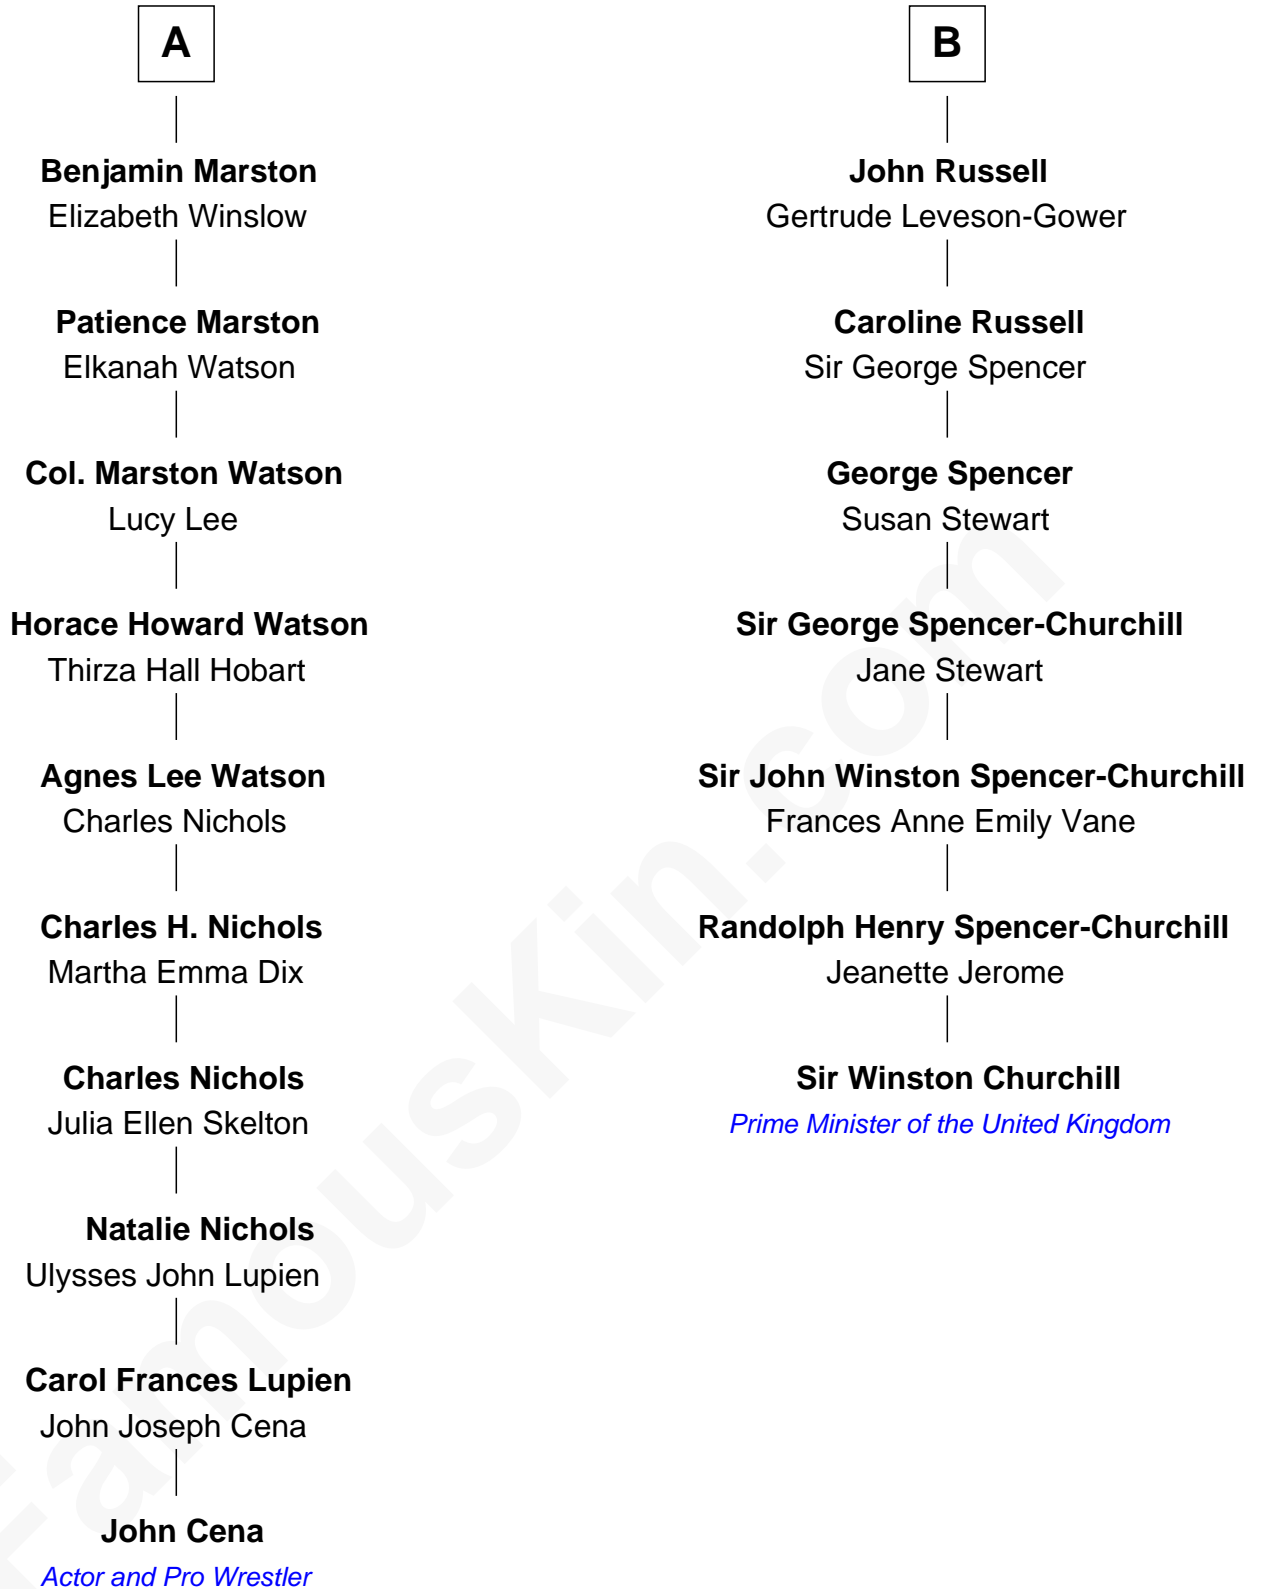 A
Benjamin Marston
Elizabeth Winslow
Patience Marston
Elkanah Watson
Col. Marston Watson
Lucy Lee
Horace Howard Watson
Thirza Hall Hobart
Agnes Lee Watson
Charles Nichols
Charles H. Nichols
Martha Emma Dix
Charles Nichols
Julia Ellen Skelton
Natalie Nichols
Ulysses John Lupien
Carol Frances Lupien
John Joseph Cena
John Cena
Actor and Pro Wrestler
B
John Russell
Gertrude Leveson-Gower
Caroline Russell
Sir George Spencer
George Spencer
Susan Stewart
Sir George Spencer-Churchill
Jane Stewart
Sir John Winston Spencer-Churchill
Frances Anne Emily Vane
Randolph Henry Spencer-Churchill
Jeanette Jerome
Sir Winston Churchill
Prime Minister of the United Kingdom
FamousKin.com